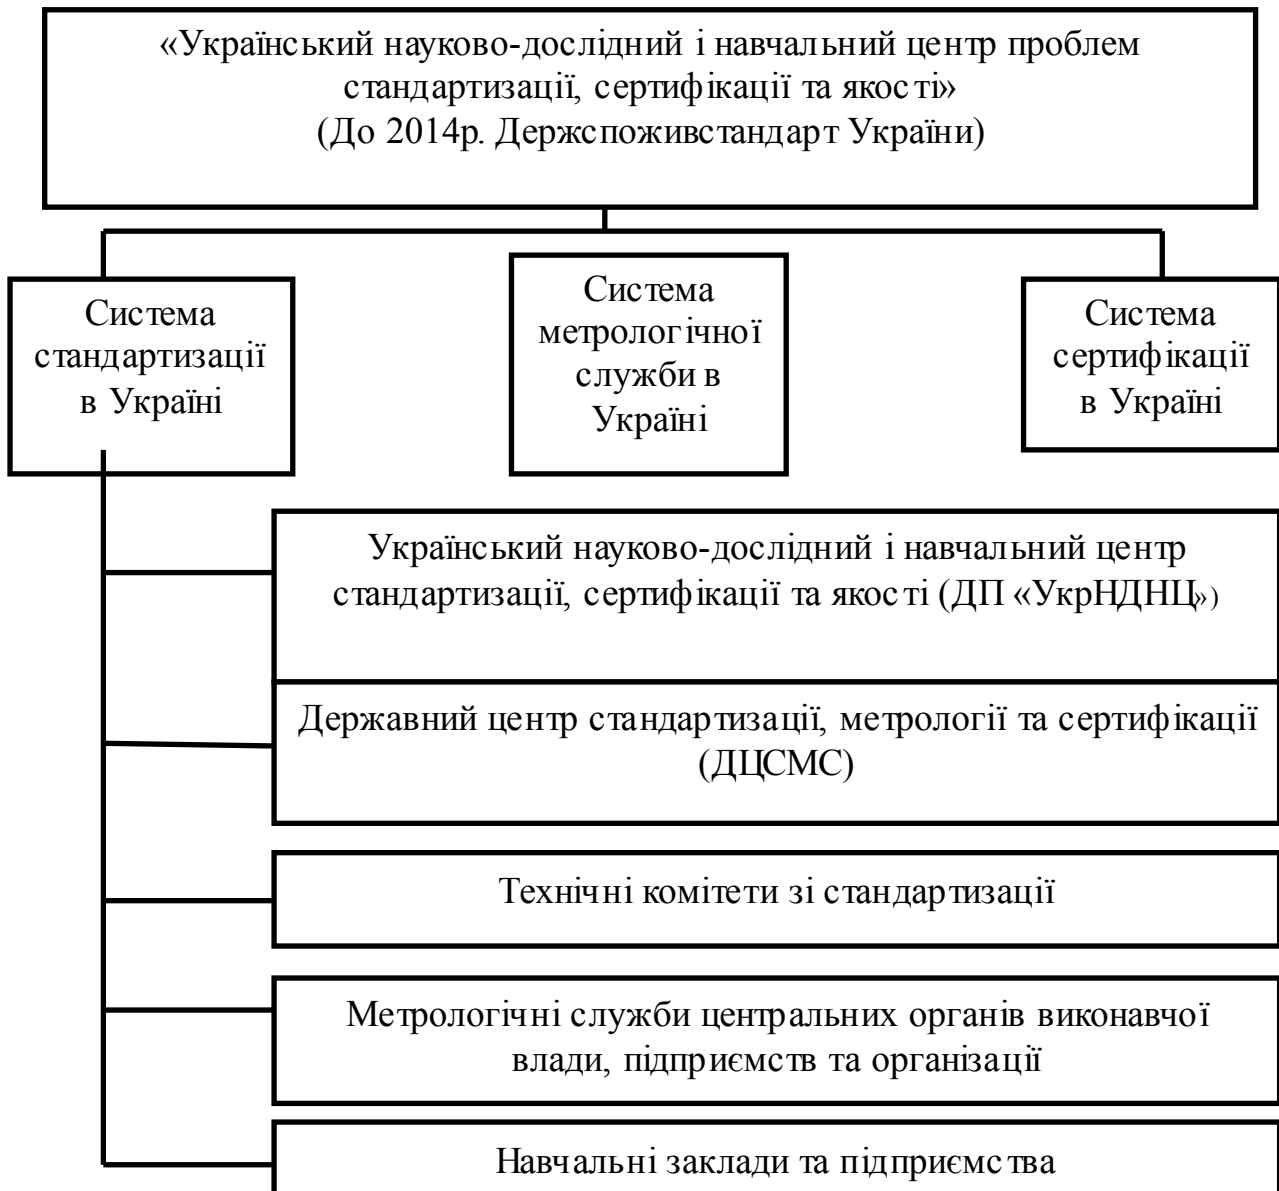 «Український науково-дослідний і навчальний центр проблем
стандартизації, сертифікації та якості»
(До 2014р. Держспоживстандарт України)
Система
стандартизації
в Україні
Система
метрологічної
служби в
Україні
Система
сертифікації
в Україні
Український науково-дослідний і навчальний центр
стандартизації, сертифікації та якості (ДП «УкрНДНЦ»)
Державний центр стандартизації, метрології та сертифікації
(ДЦСМС)
Технічні комітети зі стандартизації
Метрологічні служби центральних органів виконавчої
влади, підприємств та організації
Навчальні заклади та підприємства